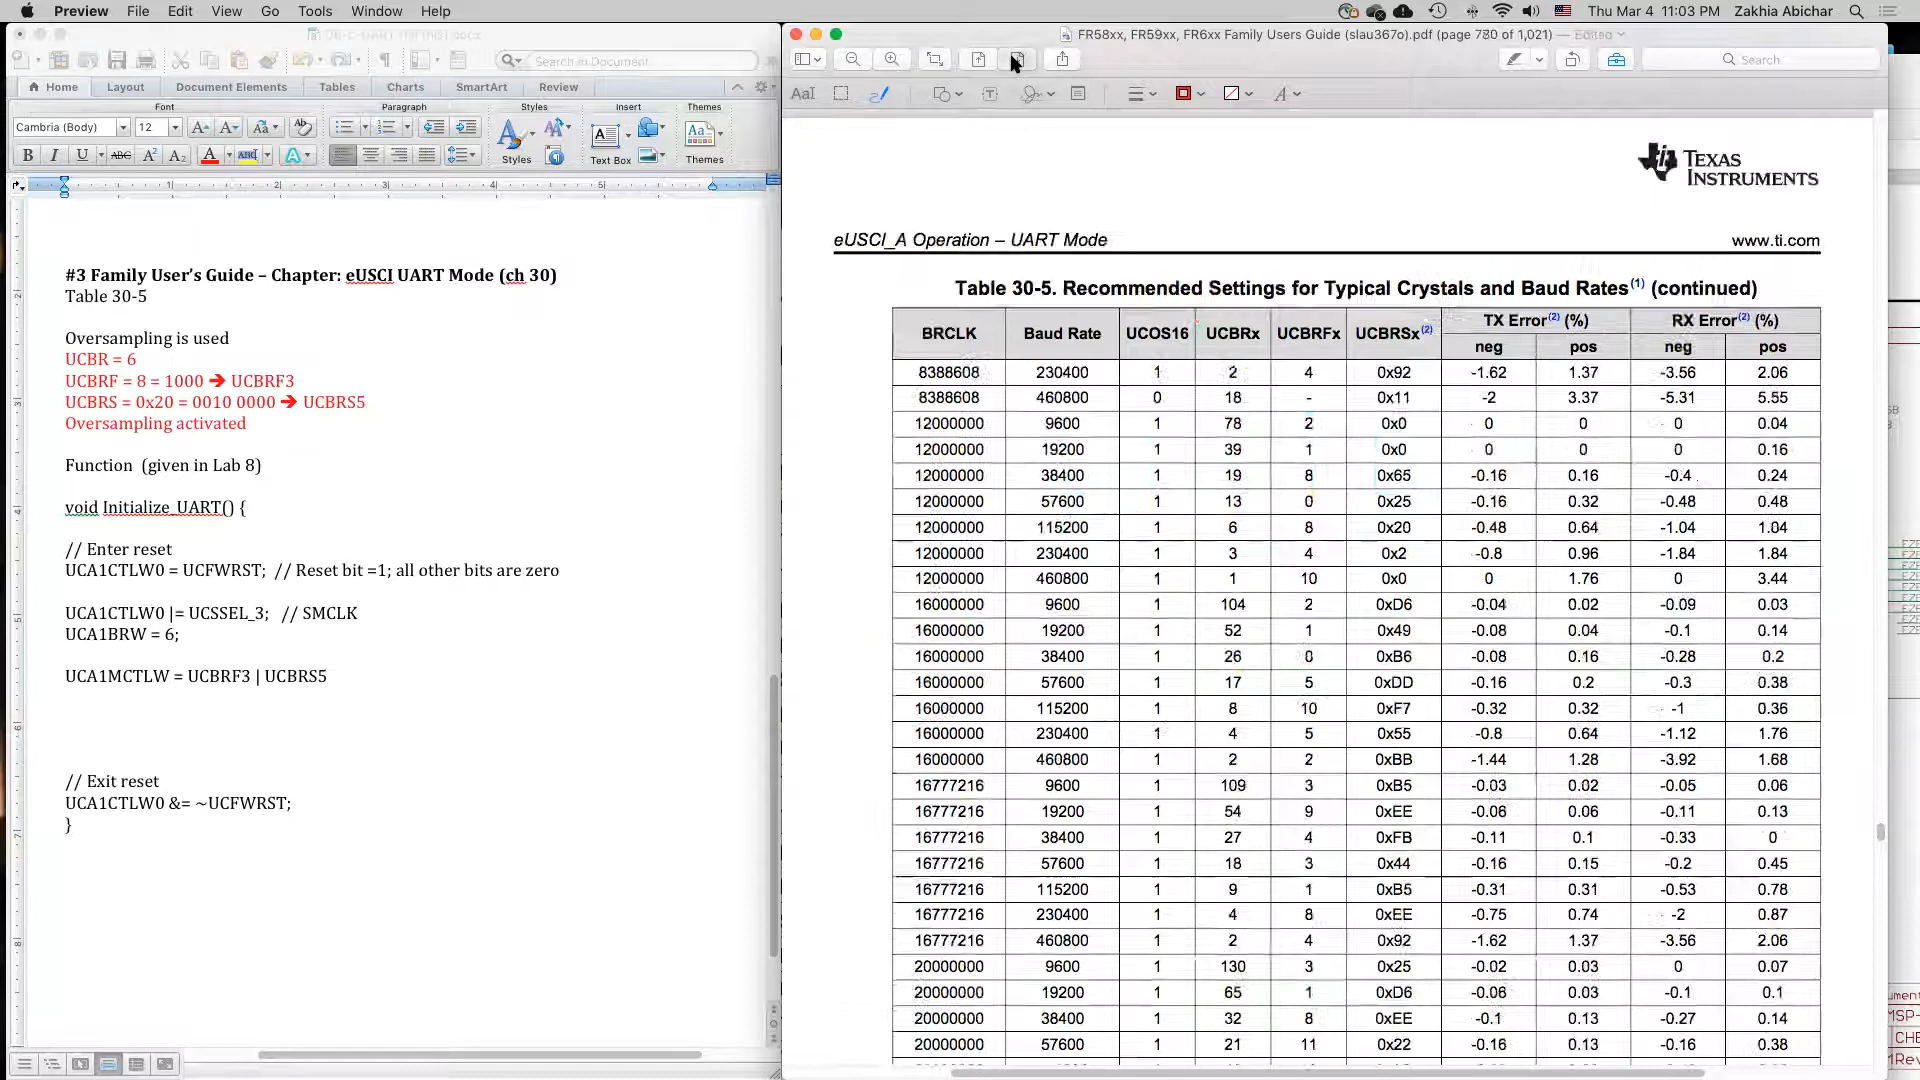 Preview File Edit View Go Tools Window Help
Thu Mar 4 11:03 PM Zakhia Abichar
Search in Document
Home Layout Document Elements Tables Charts SmartArt Review
Font Paragraph Styles Insert Themes
Cambria (Body) 12
Styles Text Box Themes
#3 Family User's Guide – Chapter: eUSCI UART Mode (ch 30)
Table 30-5
Oversampling is used
UCBR = 6
UCBRF = 8 = 1000 ➔ UCBRF3
UCBRS = 0x20 = 0010 0000 ➔ UCBRS5
Oversampling activated
Function (given in Lab 8)
void Initialize_UART() {
// Enter reset
UCA1CTLW0 = UCFWRST; // Reset bit =1; all other bits are zero
UCA1CTLW0 |= UCSSEL_3; // SMCLK
UCA1BRW = 6;
UCA1MCTLW = UCBRF3 | UCBRS5
// Exit reset
UCA1CTLW0 &= ~UCFWRST;
}
FR58xx, FR59xx, FR6xx Family Users Guide (slau367o).pdf (page 780 of 1,021) — Edited
Search
TEXAS INSTRUMENTS
eUSCI_A Operation – UART Mode www.ti.com
Table 30-5. Recommended Settings for Typical Crystals and Baud Rates(1) (continued)
BRCLK Baud Rate UCOS16 UCBRx UCBRFx UCBRSx(2) TX Error(2) (%) RX Error(2) (%)
neg pos neg pos
8388608 230400 1 2 4 0x92 -1.62 1.37 -3.56 2.06
8388608 460800 0 18 - 0x11 -2 3.37 -5.31 5.55
12000000 9600 1 78 2 0x0 0 0 0 0.04
12000000 19200 1 39 1 0x0 0 0 0 0.16
12000000 38400 1 19 8 0x65 -0.16 0.16 -0.4 0.24
12000000 57600 1 13 0 0x25 -0.16 0.32 -0.48 0.48
12000000 115200 1 6 8 0x20 -0.48 0.64 -1.04 1.04
12000000 230400 1 3 4 0x2 -0.8 0.96 -1.84 1.84
12000000 460800 1 1 10 0x0 0 1.76 0 3.44
16000000 9600 1 104 2 0xD6 -0.04 0.02 -0.09 0.03
16000000 19200 1 52 1 0x49 -0.08 0.04 -0.1 0.14
16000000 38400 1 26 0 0xB6 -0.08 0.16 -0.28 0.2
16000000 57600 1 17 5 0xDD -0.16 0.2 -0.3 0.38
16000000 115200 1 8 10 0xF7 -0.32 0.32 -1 0.36
16000000 230400 1 4 5 0x55 -0.8 0.64 -1.12 1.76
16000000 460800 1 2 2 0xBB -1.44 1.28 -3.92 1.68
16777216 9600 1 109 3 0xB5 -0.03 0.02 -0.05 0.06
16777216 19200 1 54 9 0xEE -0.06 0.06 -0.11 0.13
16777216 38400 1 27 4 0xFB -0.11 0.1 -0.33 0
16777216 57600 1 18 3 0x44 -0.16 0.15 -0.2 0.45
16777216 115200 1 9 1 0xB5 -0.31 0.31 -0.53 0.78
16777216 230400 1 4 8 0xEE -0.75 0.74 -2 0.87
16777216 460800 1 2 4 0x92 -1.62 1.37 -3.56 2.06
20000000 9600 1 130 3 0x25 -0.02 0.03 0 0.07
20000000 19200 1 65 1 0xD6 -0.06 0.03 -0.1 0.1
20000000 38400 1 32 8 0xEE -0.1 0.13 -0.27 0.14
20000000 57600 1 21 11 0x22 -0.16 0.13 -0.16 0.38